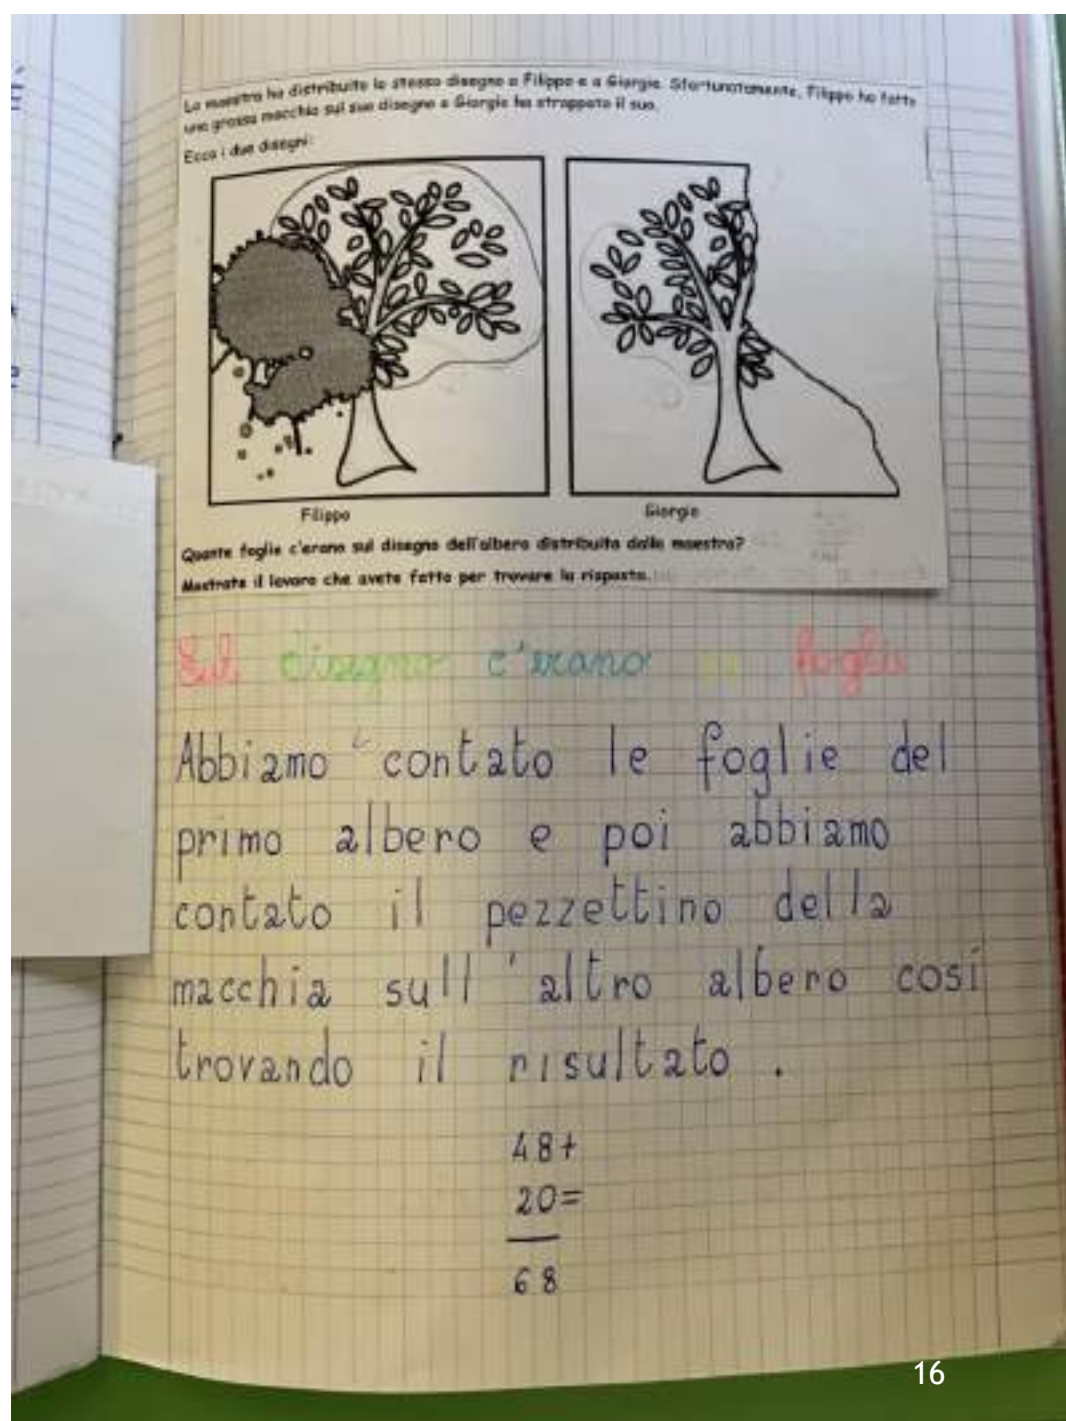 La maestra ha distribuito lo stesso disegno a Filippo e a Giorgio. Sfortunatamente, Filippo ha fatto
una grossa macchia sul suo disegno e Giorgio ha strappato il suo.
Ecco i due disegni:
Filippo
Giorgio
Quante foglie c'erano sul disegno dell'albero distribuito dalla maestra?
Mostrate il lavoro che avete fatto per trovare la risposta.
disegno c'erano foglie
Abbiamo contato le foglie del
primo albero e poi abbiamo
contato il pezzettino della
macchia sull'altro albero così
trovando il risultato.
48+
20=
68
16